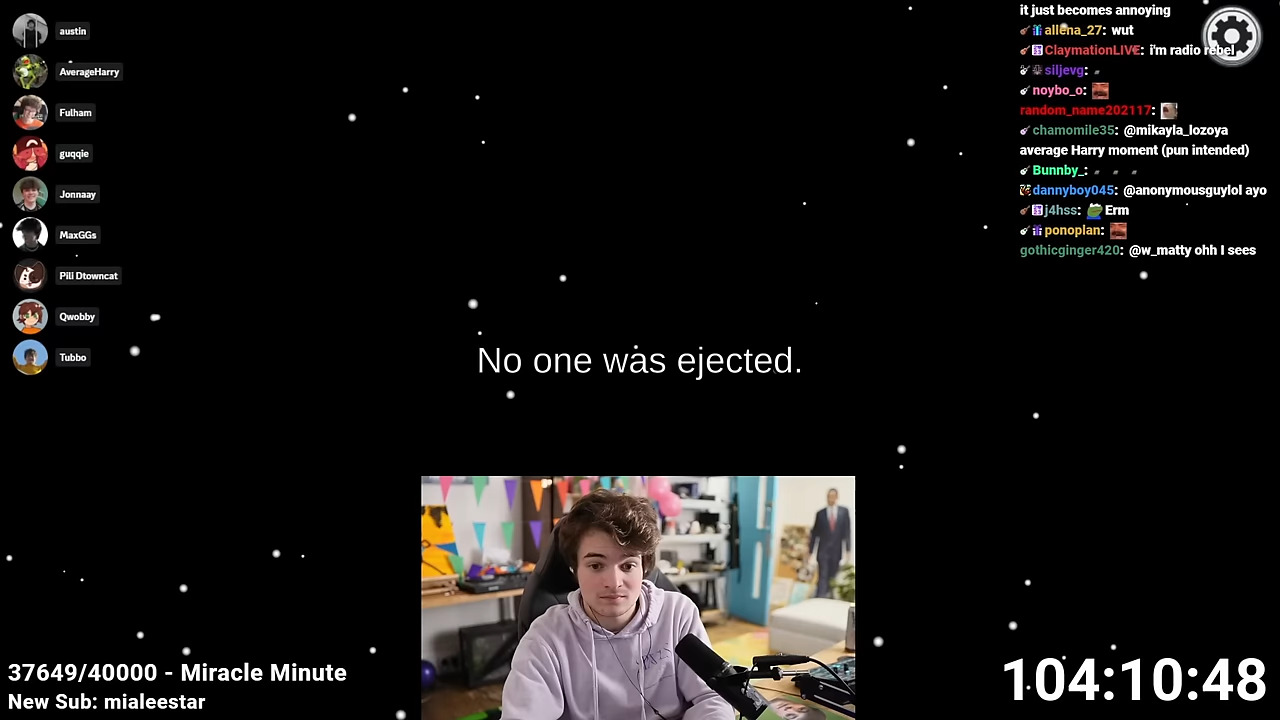 austin
AverageHarry
Fulham
guqqie
Jonnaay
MaxGGs
Pili Dtowncat
Qwobby
Tubbo
it just becomes annoying
allena_27: wut
ClaymationLIVE: i'm radio rebel
siljevg:
noybo_o:
random_name202117:
chamomile35: @mikayla_lozoya
average Harry moment (pun intended)
Bunnby_:
dannyboy045: @anonymousguylol ayo
j4hss: Erm
ponoplan:
gothicginger420: @w_matty ohh I sees
No one was ejected.
37649/40000 - Miracle Minute
New Sub: mialeestar
104:10:48